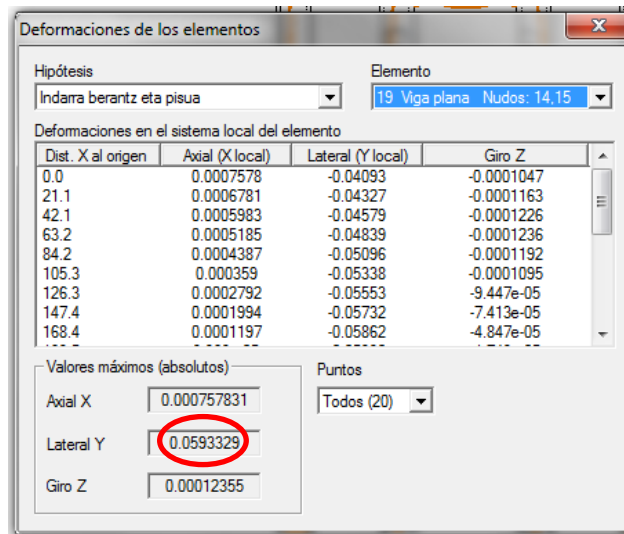 Deformaciones de los elementos
Hipótesis Elemento
Indarra berantz eta pisua 19 Viga plana Nudos: 14,15
Deformaciones en el sistema local del elemento
Dist. X al origen Axial (X local) Lateral (Y local) Giro Z
0.0 0.0007578 -0.04093 -0.0001047
21.1 0.0006781 -0.04327 -0.0001163
42.1 0.0005983 -0.04579 -0.0001226
63.2 0.0005185 -0.04839 -0.0001236
84.2 0.0004387 -0.05096 -0.0001192
105.3 0.000359 -0.05338 -0.0001095
126.3 0.0002792 -0.05553 -9.447e-05
147.4 0.0001994 -0.05732 -7.413e-05
168.4 0.0001197 -0.05862 -4.847e-05
Valores máximos (absolutos) Puntos
Axial X 0.000757831 Todos (20)
Lateral Y 0.0593329
Giro Z 0.00012355